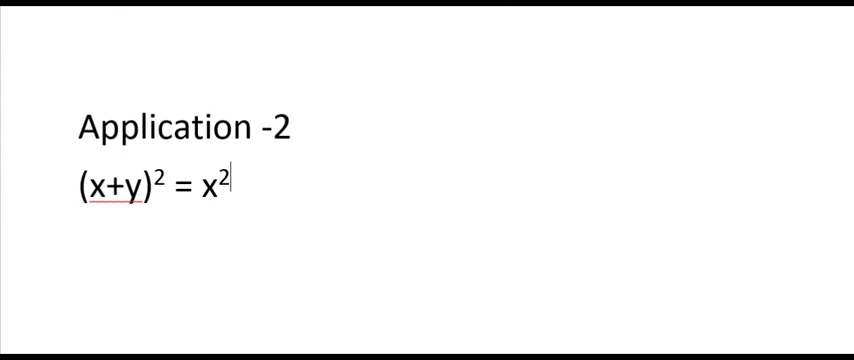 Application -2
(x+y)² = x²